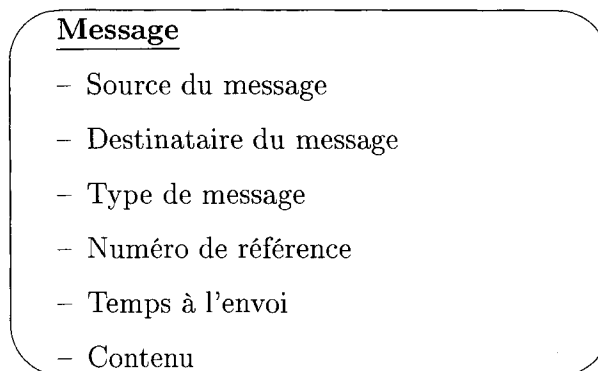 Message
– Source du message
– Destinataire du message
– Type de message
– Numéro de référence
– Temps à l'envoi
– Contenu